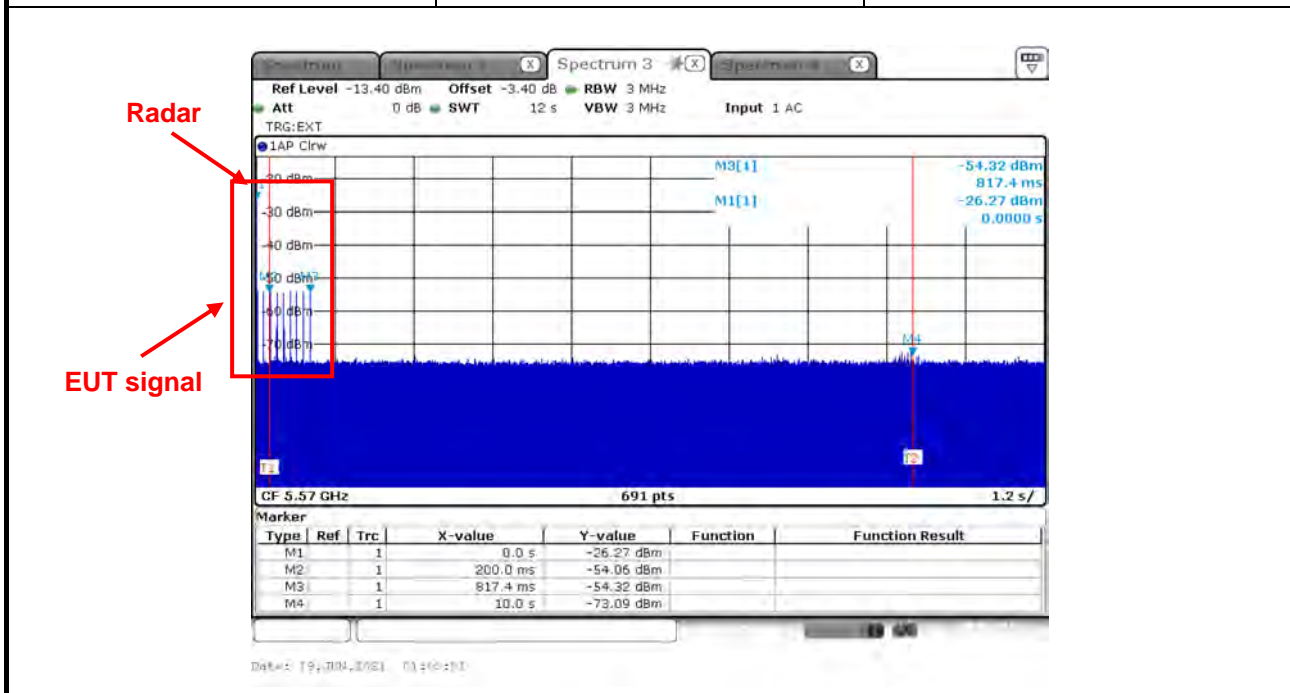 Radar
EUT signal
Spectrum 3
Ref Level -13.40 dBm Offset -3.40 dB RBW 3 MHz
Att 0 dB SWT 12 s VBW 3 MHz Input 1 AC
TRG:EXT
1AP Clrw
M3[1] -54.32 dBm
817.4 ms
M1[1] -26.27 dBm
0.0000 s
-20 dBm
-30 dBm
-40 dBm
-50 dBm
-60 dBm
-70 dBm
M4
T1
T2
CF 5.57 GHz 691 pts 1.2 s/
Marker
Type Ref Trc X-value Y-value Function Function Result
M1 1 0.0 s -26.27 dBm
M2 1 200.0 ms -54.06 dBm
M3 1 817.4 ms -54.32 dBm
M4 1 10.0 s -73.09 dBm